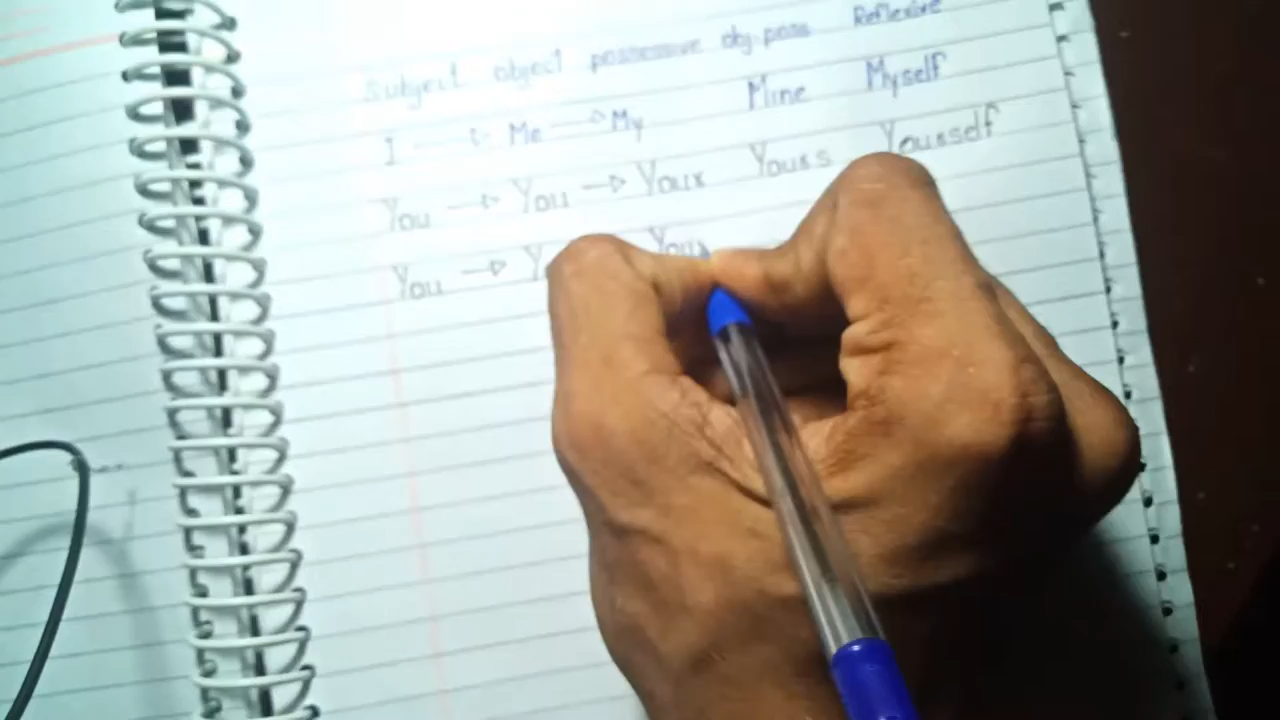 Subject object possessive obj.poss Reflexive
I → Me → My Mine Myself
You → You → Your Yours Yourself
You →